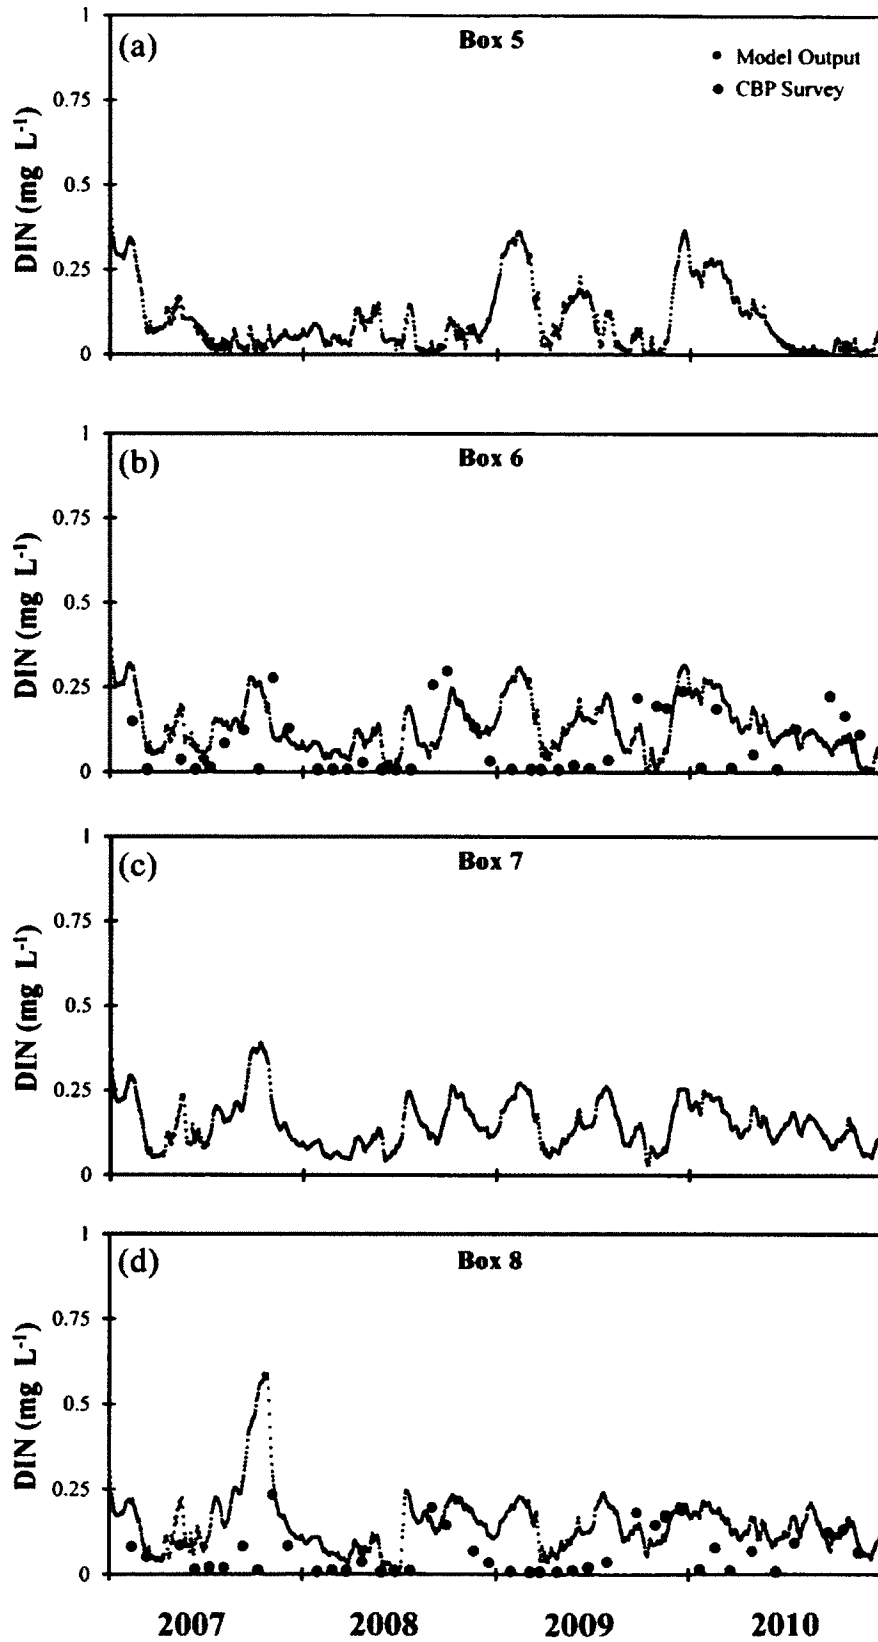 (a)
Box 5
Model Output
CBP Survey
1
0.75
0.5
0.25
0
DIN (mg L-1)
(b)
Box 6
1
0.75
0.5
0.25
0
DIN (mg L-1)
(c)
Box 7
1
0.75
0.5
0.25
0
DIN (mg L-1)
(d)
Box 8
1
0.75
0.5
0.25
0
DIN (mg L-1)
2007 2008 2009 2010